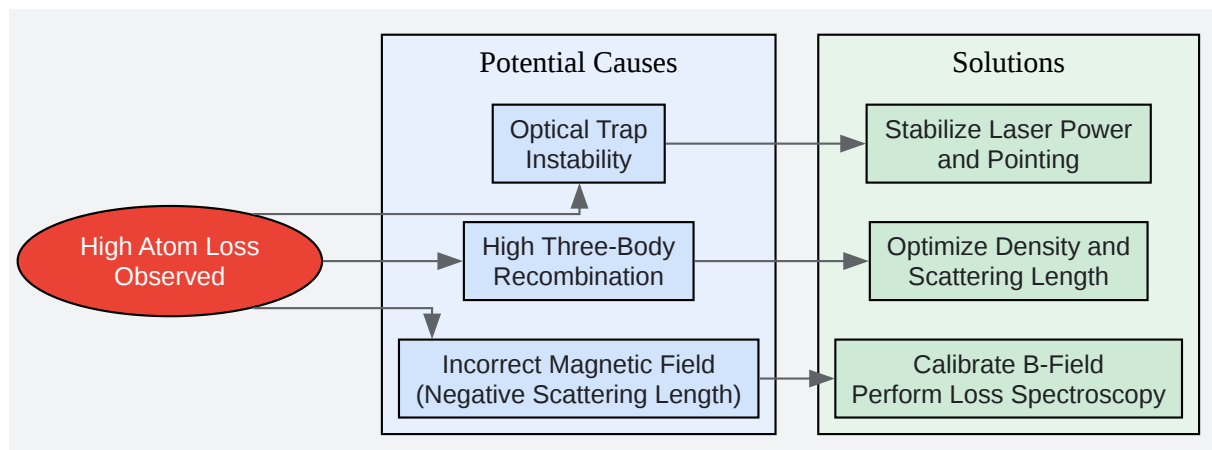 Potential Causes
Solutions
Optical Trap
Instability
Stabilize Laser Power
and Pointing
High Atom Loss
Observed
High Three-Body
Recombination
Optimize Density and
Scattering Length
Incorrect Magnetic Field
(Negative Scattering Length)
Calibrate B-Field
Perform Loss Spectroscopy